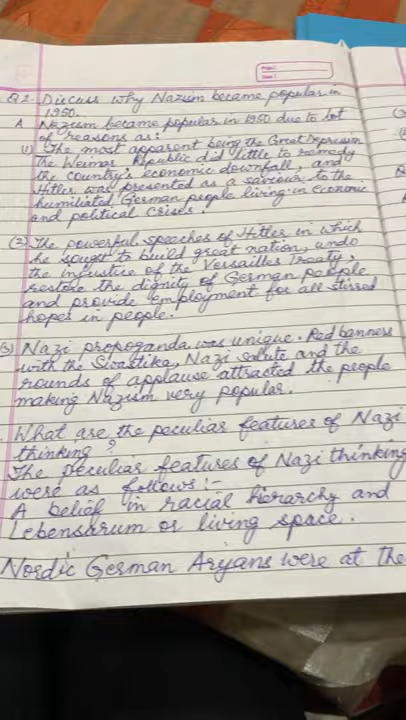 Page:
Date:
Q2. Discuss why Nazism became popular in
1950.
A Nazism became popular in 1950 due to lot
of reasons as:
(1) The most apparent being the Great Depression
the Weimar Republic did little to remedy
the country's economic downfall, and
Hitler was presented as a saviour to the
humiliated German people living in economic
and political crises.
(2) The powerful speeches of Hitler in which
he sought to build great nation, undo
the injustice of the Versailles Treaty,
restore the dignity of German people
and provide employment for all stirred
hopes in people.
(3) Nazi propoganda was unique. Red banners
with the Swastika, Nazi salute and the
rounds of applause attracted the people
making Nazism very popular.
What are the peculiar features of Nazi
thinking?
The peculiar features of Nazi thinking
were as follows:-
A belief in racial hierarchy and
Lebensarum or living space.
Nordic German Aryans were at the